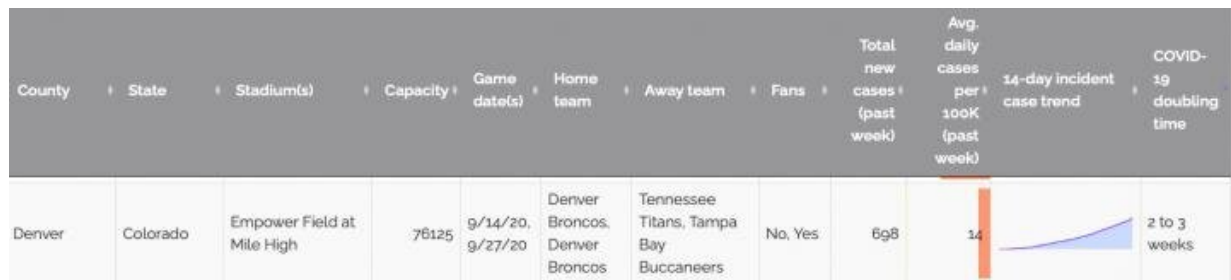 County
State
Stadium(s)
Capacity
Game
date(s)
Home
team
Away team
Fans
Total
new
cases
(past
week)
Avg.
daily
cases
per
100K
(past
week)
14-day incident
case trend
COVID-
19
doubling
time
Denver
Colorado
Empower Field at
Mile High
76125
9/14/20,
9/27/20
Denver
Broncos,
Denver
Broncos
Tennessee
Titans, Tampa
Bay
Buccaneers
No, Yes
698
14
2 to 3
weeks